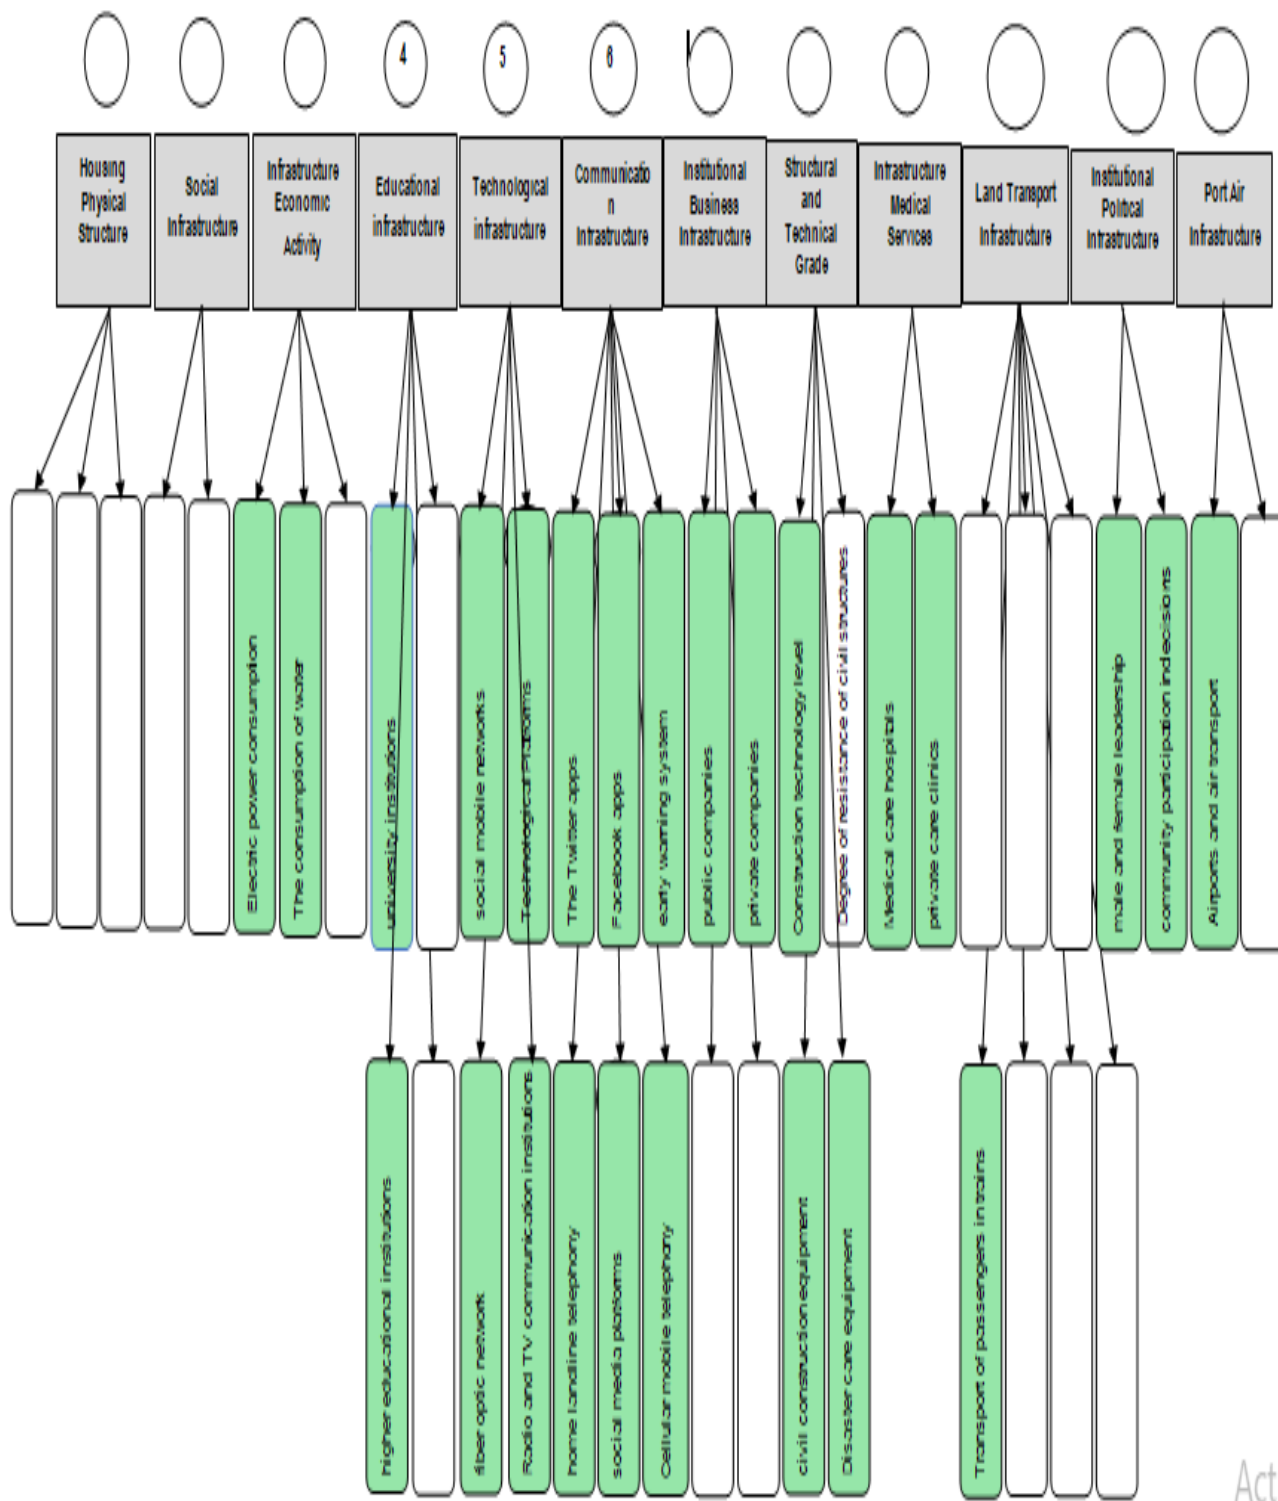 4
5
6
Housing
Physical
Structure
Social
Infrastructure
Infrastructure
Economic
Activity
Educational
infrastructure
Technological
infrastructure
Communicatio
n
Infrastructure
Institutional
Business
Infrastructure
Structural
and
Technical
Grade
Infrastructure
Medical
Services
Land Transport
Infrastructure
Institutional
Political
Infrastructure
Port Air
Infrastructure
Electric power consumption
The consumption of water
university institutions
social mobile networks
Technological Platforms
The Twitter apps
Facebook apps
early warning system
public companies
private companies
Construction technology level
Degree of resistance of civil structures
Medical care hospitals
private care clinics
male and female leadership
community participation in decisions
Airports and air transport
higher educational institutions
fiber optic network
Radio and TV communication institutions
home landline telephony
social media platforms
Cellular mobile telephony
civil construction equipment
Disaster care equipment
Transport of passengers in trains
Act